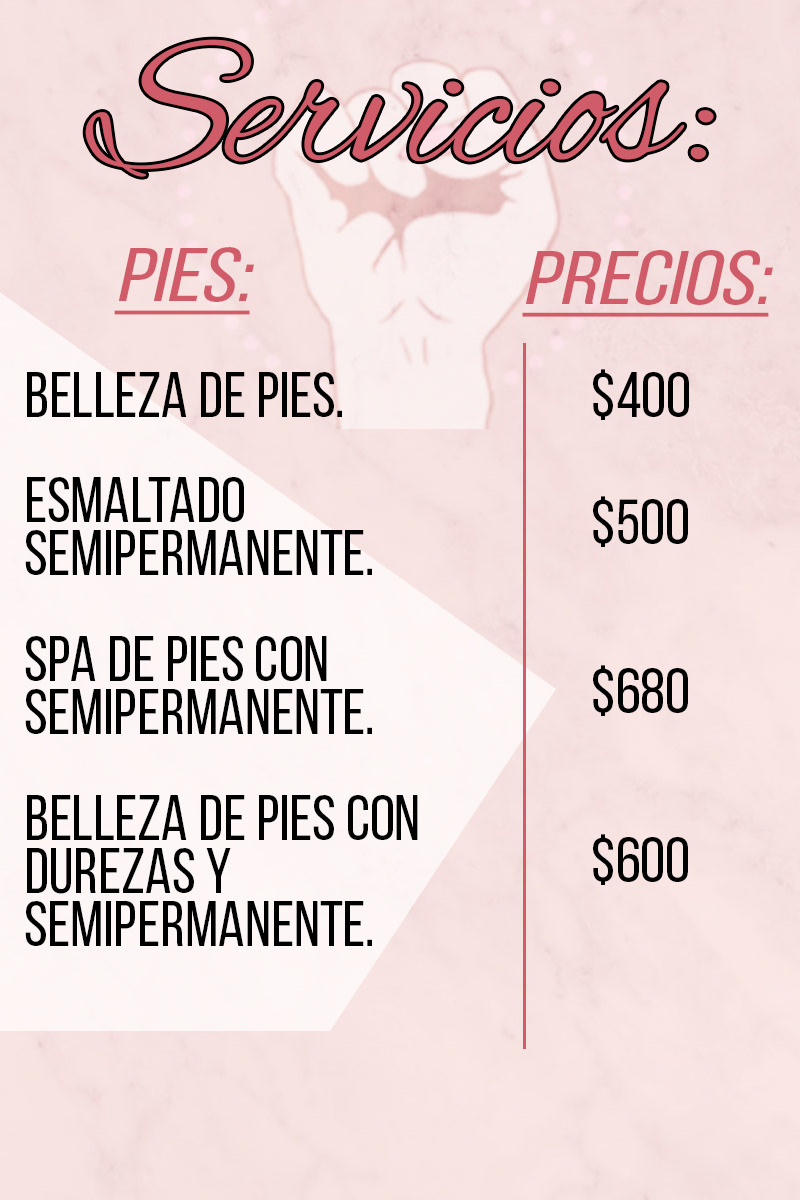 Servicios:
PIES:
PRECIOS:
BELLEZA DE PIES.
$400
ESMALTADO
SEMIPERMANENTE.
$500
SPA DE PIES CON
SEMIPERMANENTE.
$680
BELLEZA DE PIES CON
DUREZAS Y
SEMIPERMANENTE.
$600